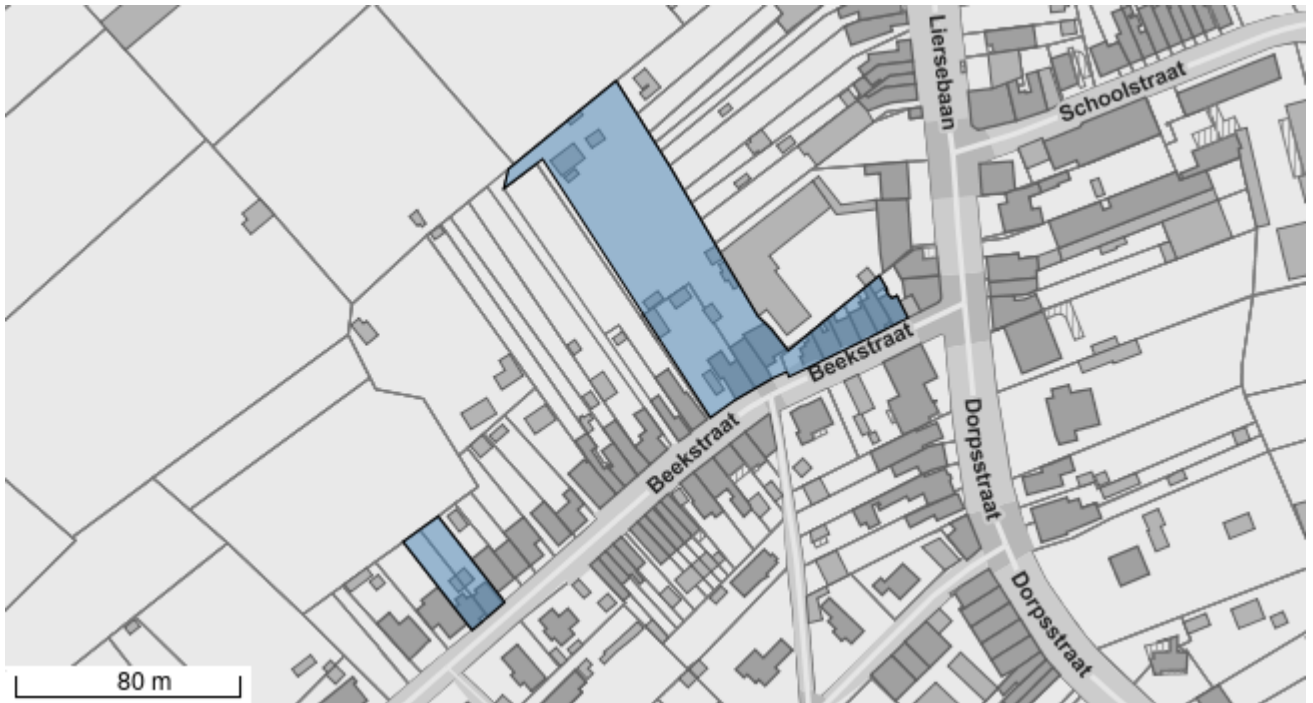 Liersebaan
Schoolstraat
Beekstraat
Beekstraat
Dorpsstraat
Dorpsstraat
80 m